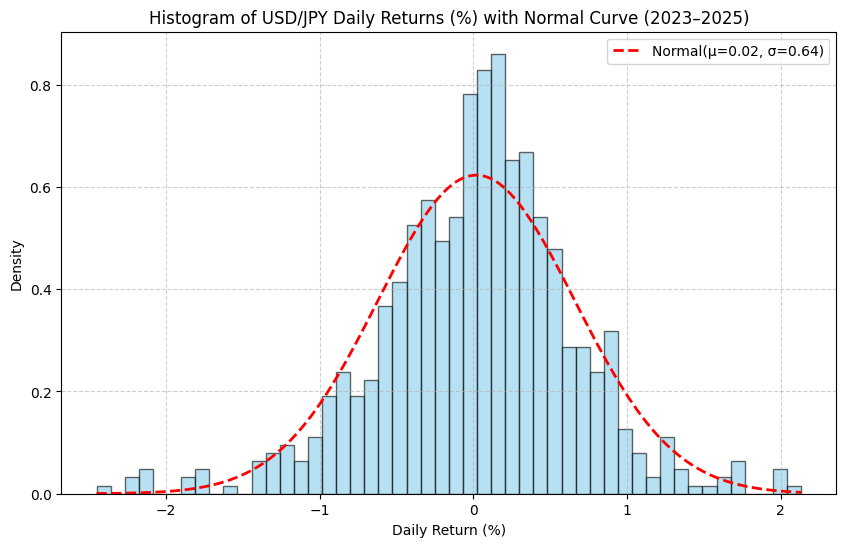 Histogram of USD/JPY Daily Returns (%) with Normal Curve (2023–2025)
Normal(μ=0.02, σ=0.64)
Density
0.8
0.6
0.4
0.2
0.0
−2
−1
0
1
2
Daily Return (%)